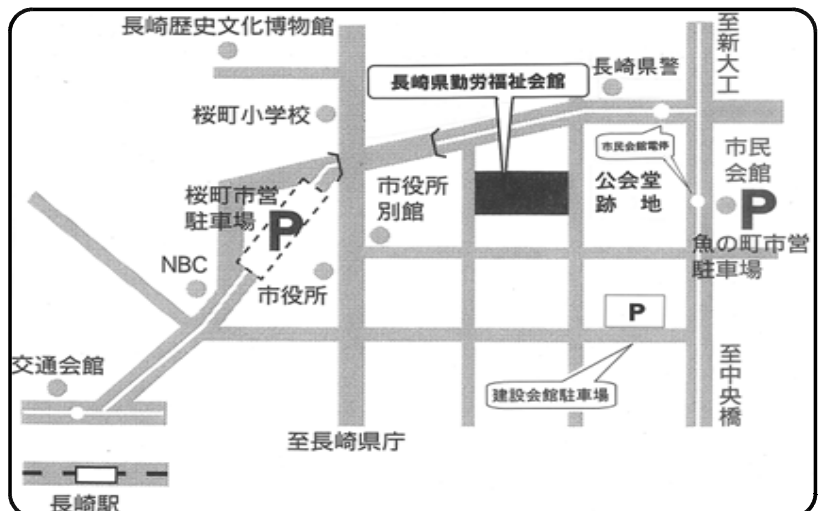 長崎歴史文化博物館
至新大工
長崎県勤労福祉会館
長崎県警
桜町小学校
市民会館電停
市民
会館
P
桜町市営
駐車場
P
市役所
別館
公会堂
跡 地
魚の町市営
駐車場
NBC
市役所
P
交通会館
建設会館駐車場
至中央橋
至長崎県庁
長崎駅